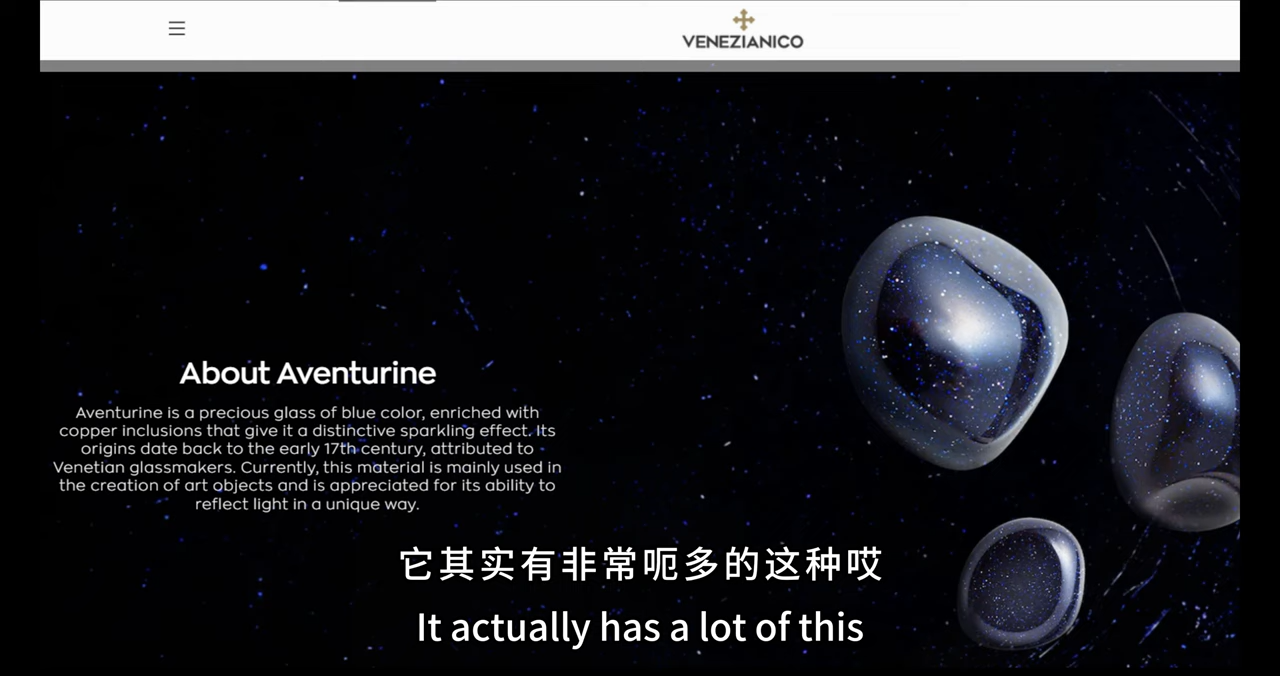 VENEZIANICO
About Aventurine
Aventurine is a precious glass of blue color, enriched with
copper inclusions that give it a distinctive sparkling effect. Its
origins date back to the early 17th century, attributed to
Venetian glassmakers. Currently, this material is mainly used in
the creation of art objects and is appreciated for its ability to
reflect light in a unique way.
它其实有非常呃多的这种哎
It actually has a lot of this